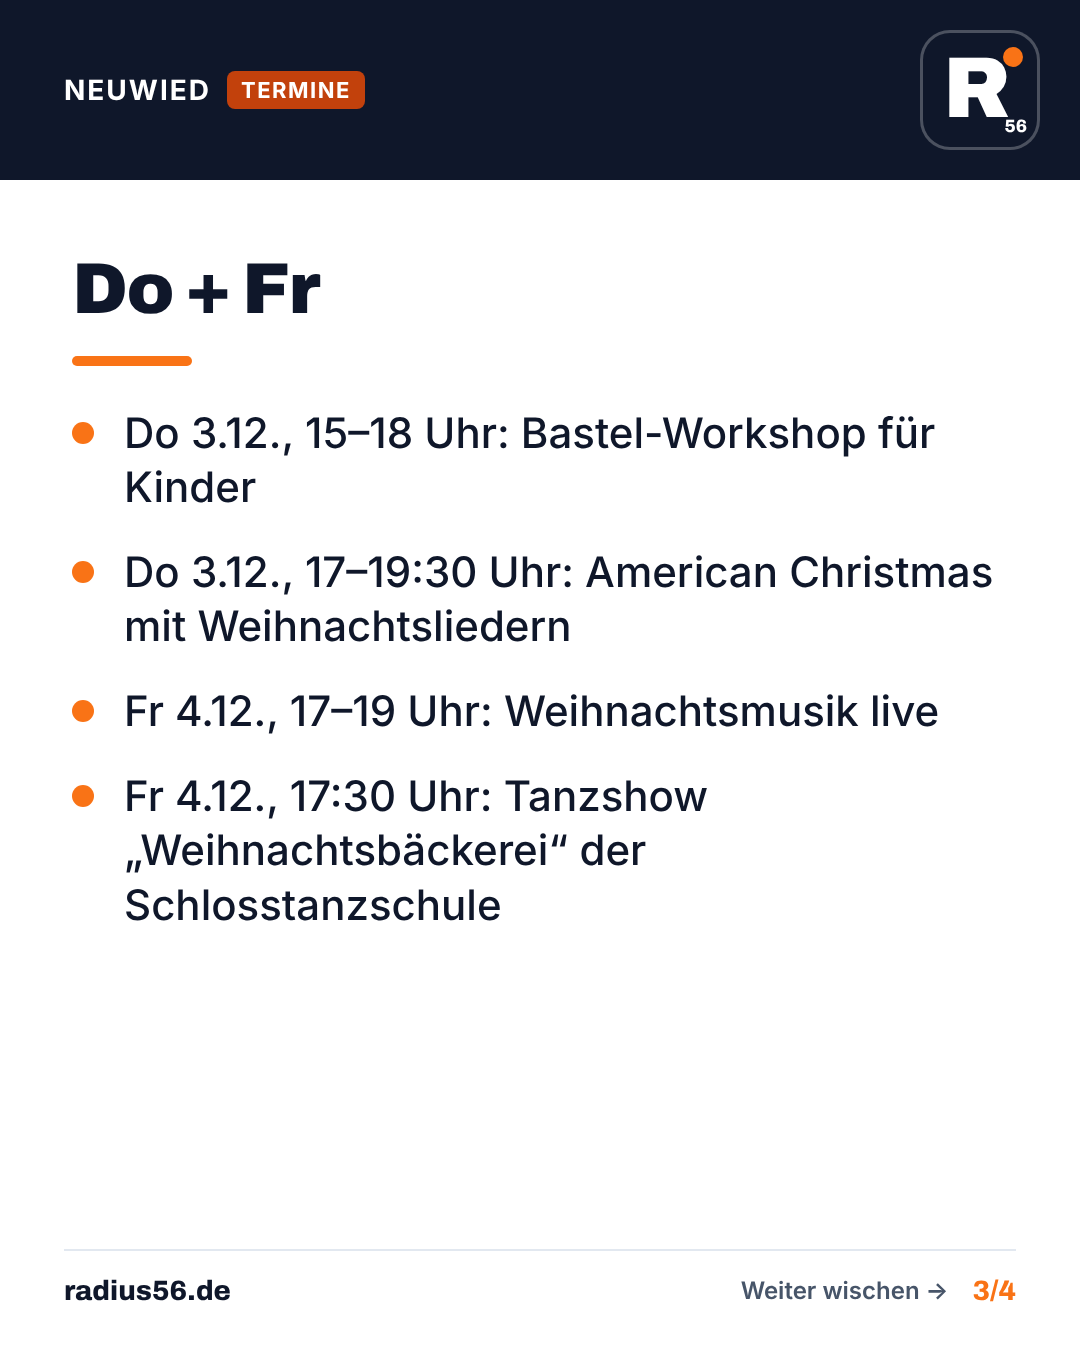 NEUWIED TERMINE
R
56
Do + Fr
Do 3.12., 15–18 Uhr: Bastel-Workshop für
Kinder
Do 3.12., 17–19:30 Uhr: American Christmas
mit Weihnachtsliedern
Fr 4.12., 17–19 Uhr: Weihnachtsmusik live
Fr 4.12., 17:30 Uhr: Tanzshow
„Weihnachtsbäckerei“ der
Schlosstanzschule
radius56.de
Weiter wischen → 3/4